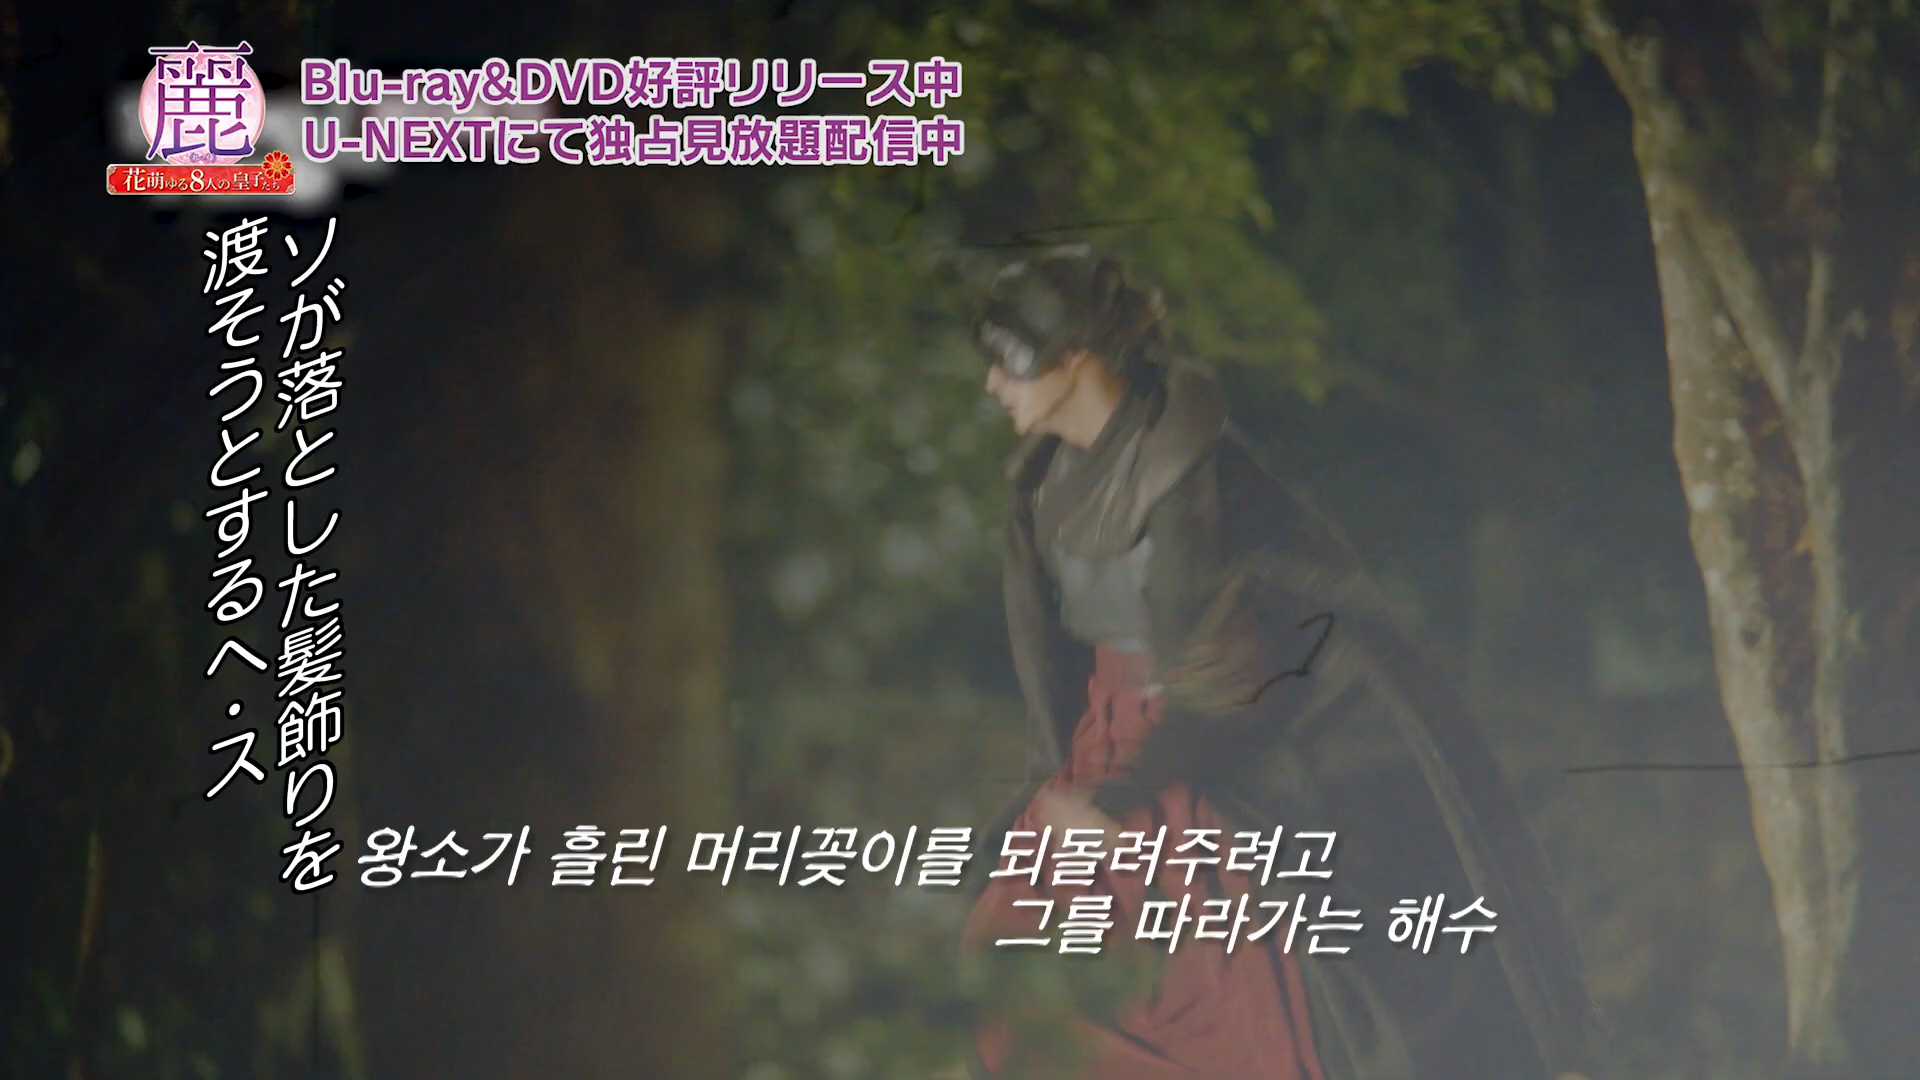 麗
花萌ゆる8人の皇子たち
Blu-ray&DVD好評リリース中
U-NEXTにて独占見放題配信中
ソが落とした髪飾りを
渡そうとするヘ・ス
왕소가 흘린 머리꽂이를 되돌려주려고
그를 따라가는 해수